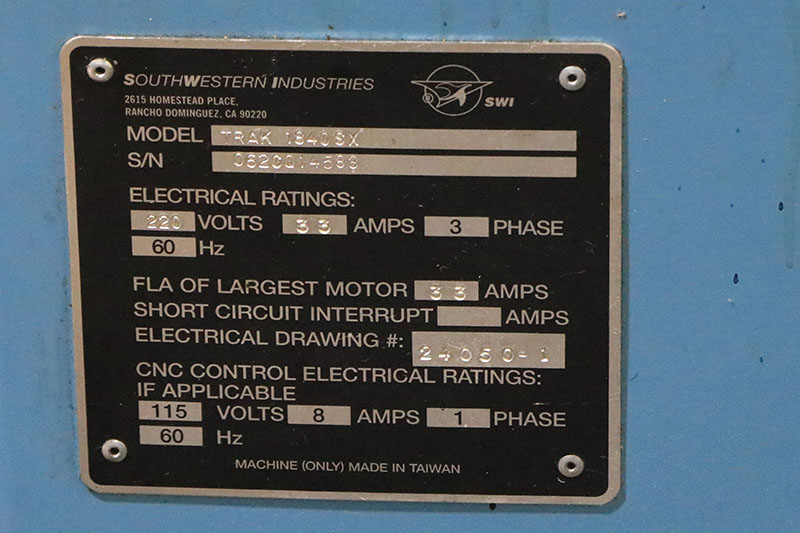 SOUTHWESTERN INDUSTRIES
2615 HOMESTEAD PLACE,
RANCHO DOMINGUEZ, CA 90220
SWI
MODEL TRAK 1840SX
S/N 062CQ14583
ELECTRICAL RATINGS:
220 VOLTS 33 AMPS 3 PHASE
60 Hz
FLA OF LARGEST MOTOR 33 AMPS
SHORT CIRCUIT INTERRUPT AMPS
ELECTRICAL DRAWING #: 24050-1
CNC CONTROL ELECTRICAL RATINGS:
IF APPLICABLE
115 VOLTS 8 AMPS 1 PHASE
60 Hz
MACHINE (ONLY) MADE IN TAIWAN